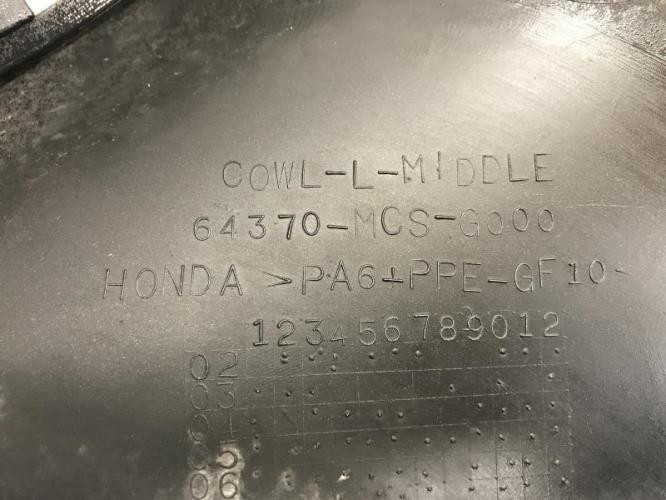 COWL-L-MIDDLE
64370-MCS-G000
HONDA >PA6+PPE-GF10-
123456789012
02
03
04
05
06